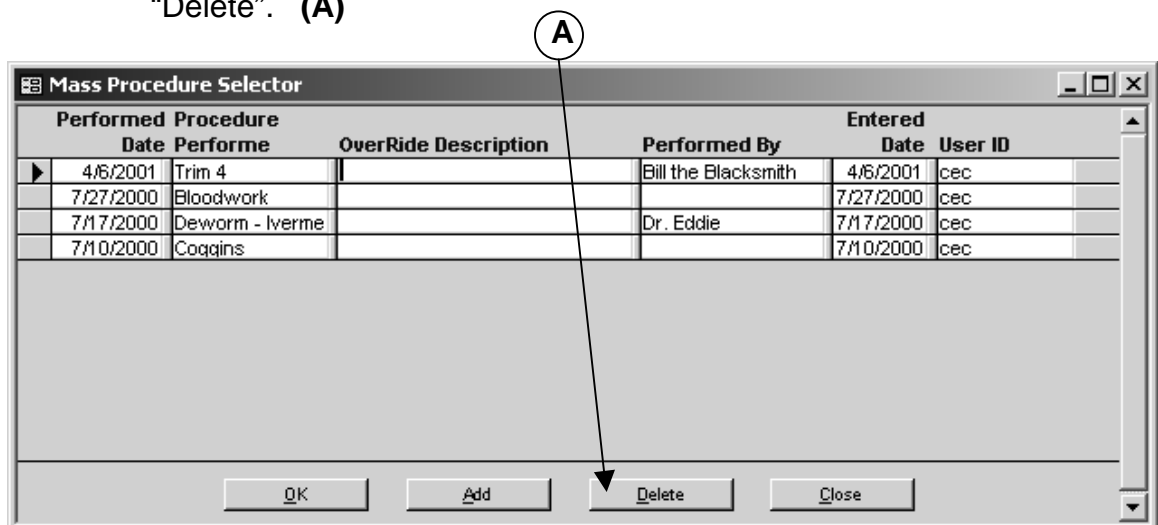 “Delete”. (A)
A
Mass Procedure Selector
Performed Procedure Entered
Date Performe OverRide Description Performed By Date User ID
4/6/2001 Trim 4 Bill the Blacksmith 4/6/2001 cec
7/27/2000 Bloodwork 7/27/2000 cec
7/17/2000 Deworm - Iverme Dr. Eddie 7/17/2000 cec
7/10/2000 Coggins 7/10/2000 cec
OK Add Delete Close